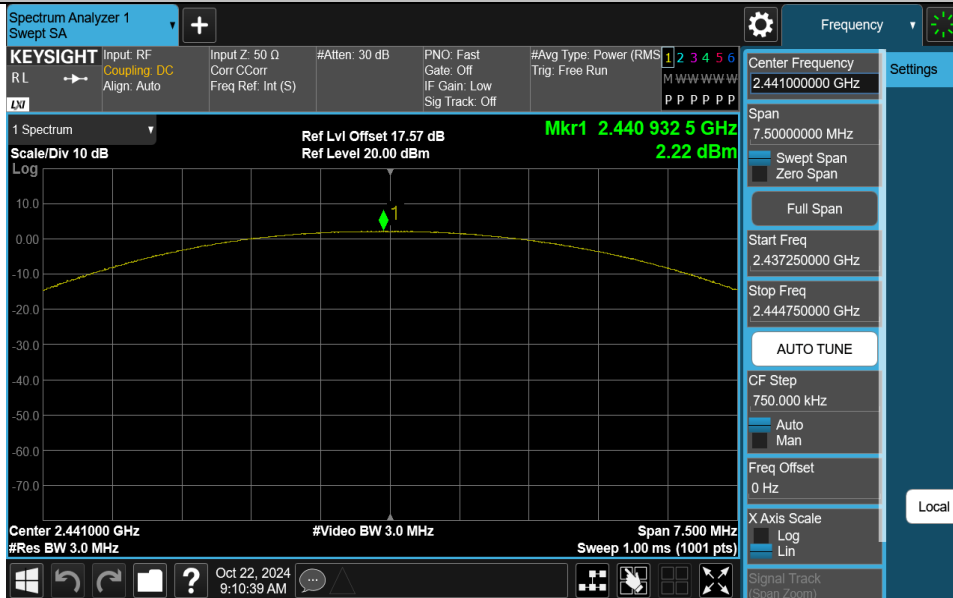 Spectrum Analyzer 1
Swept SA
+
Frequency
KEYSIGHT
RL
LXI
Input: RF
Coupling: DC
Align: Auto
Input Z: 50 Ω
Corr CCorr
Freq Ref: Int (S)
#Atten: 30 dB
PNO: Fast
Gate: Off
IF Gain: Low
Sig Track: Off
#Avg Type: Power (RMS
Trig: Free Run
1 2 3 4 5 6
M W W W W W
P P P P P P
1 Spectrum
Scale/Div 10 dB
Log
Ref Lvl Offset 17.57 dB
Ref Level 20.00 dBm
Mkr1 2.440 932 5 GHz
2.22 dBm
1
10.0
0.00
-10.0
-20.0
-30.0
-40.0
-50.0
-60.0
-70.0
Center 2.441000 GHz
#Res BW 3.0 MHz
#Video BW 3.0 MHz
Span 7.500 MHz
Sweep 1.00 ms (1001 pts)
Center Frequency
2.441000000 GHz
Span
7.50000000 MHz
Swept Span
Zero Span
Full Span
Start Freq
2.437250000 GHz
Stop Freq
2.444750000 GHz
AUTO TUNE
CF Step
750.000 kHz
Auto
Man
Freq Offset
0 Hz
X Axis Scale
Log
Lin
Signal Track
(Span Zoom)
Settings
Local
?
Oct 22, 2024
9:10:39 AM